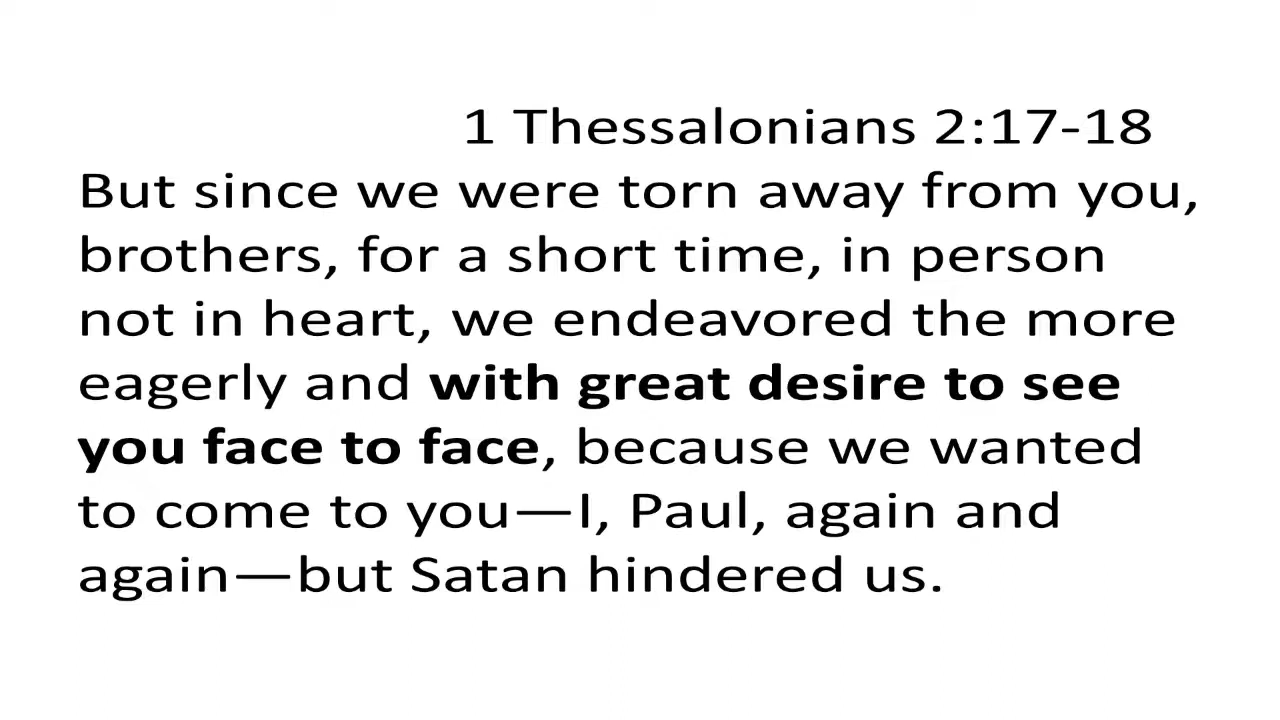 1 Thessalonians 2:17-18
But since we were torn away from you,
brothers, for a short time, in person
not in heart, we endeavored the more
eagerly and with great desire to see
you face to face, because we wanted
to come to you—I, Paul, again and
again—but Satan hindered us.